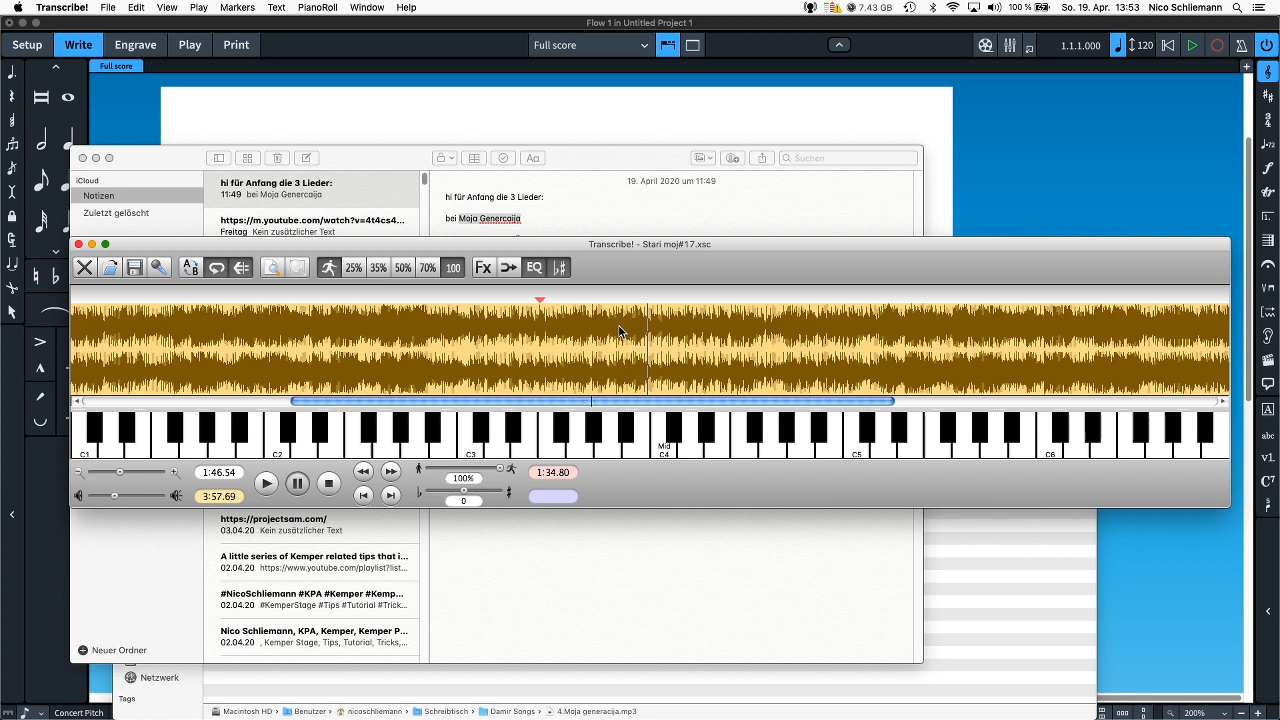 Transcribe! File Edit View Play Markers Text PianoRoll Window Help 7.43 GB 100 % So. 19. Apr. 13:53 Nico Schliemann
Flow 1 in Untitled Project 1
Setup Write Engrave Play Print Full score 1.1.1.000 120
Full score
Suchen
iCloud
Notizen
Zuletzt gelöscht
hi für Anfang die 3 Lieder:
11:49 bei Moja Genercaija
https://m.youtube.com/watch?v=4t4cs4...
Freitag Kein zusätzlicher Text
19. April 2020 um 11:49
hi für Anfang die 3 Lieder:
bei Moja Genercaija
Transcribe! - Stari moj#17.xsc
25% 35% 50% 70% 100 Fx EQ
Mid
C1 C2 C3 C4 C5 C6
1:46.54 100% 1:34.80
3:57.69 0
https://projectsam.com/
03.04.20 Kein zusätzlicher Text
A little series of Kemper related tips that i...
02.04.20 https://www.youtube.com/playlist?list...
#NicoSchliemann #KPA #Kemper #Kemp...
02.04.20 #KemperStage #Tips #Tutorial #Trick...
Nico Schliemann, KPA, Kemper, Kemper P...
02.04.20 , Kemper Stage, Tips, Tutorial, Tricks,...
Neuer Ordner
Netzwerk
Tags
Macintosh HD Benutzer nicoschliemann Schreibtisch Damir Songs 4.Moja generacija.mp3
Concert Pitch 200%